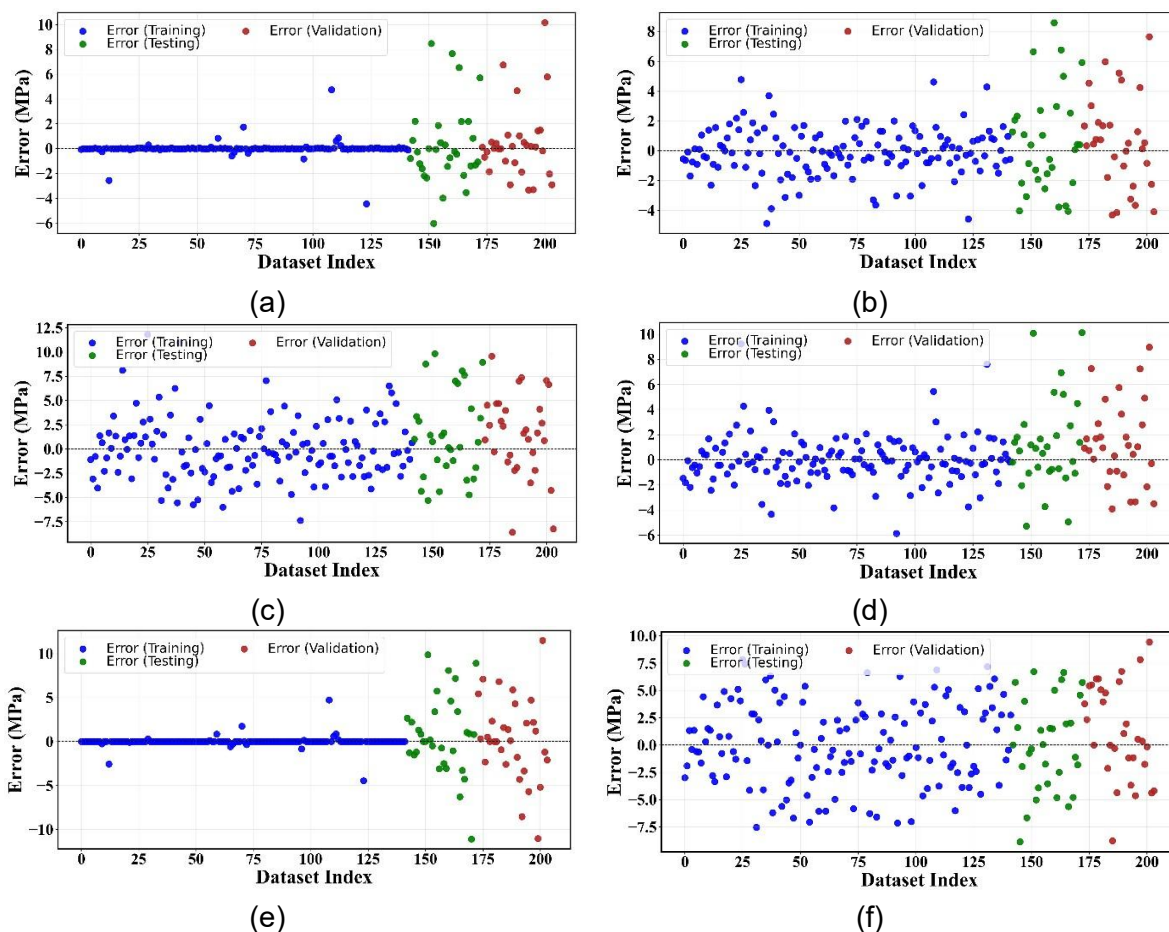 Error (MPa)
10
8
6
4
2
0
−2
−4
−6
Error (Training)
Error (Testing)
Error (Validation)
0 25 50 75 100 125 150 175 200
Dataset Index
(a)
Error (MPa)
8
6
4
2
0
−2
−4
Error (Training)
Error (Testing)
Error (Validation)
0 25 50 75 100 125 150 175 200
Dataset Index
(b)
Error (MPa)
12.5
10.0
7.5
5.0
2.5
0.0
−2.5
−5.0
−7.5
Error (Training)
Error (Testing)
Error (Validation)
0 25 50 75 100 125 150 175 200
Dataset Index
(c)
Error (MPa)
10
8
6
4
2
0
−2
−4
−6
Error (Training)
Error (Testing)
Error (Validation)
0 25 50 75 100 125 150 175 200
Dataset Index
(d)
Error (MPa)
10
5
0
−5
−10
Error (Training)
Error (Testing)
Error (Validation)
0 25 50 75 100 125 150 175 200
Dataset Index
(e)
Error (MPa)
10.0
7.5
5.0
2.5
0.0
−2.5
−5.0
−7.5
Error (Training)
Error (Testing)
Error (Validation)
0 25 50 75 100 125 150 175 200
Dataset Index
(f)